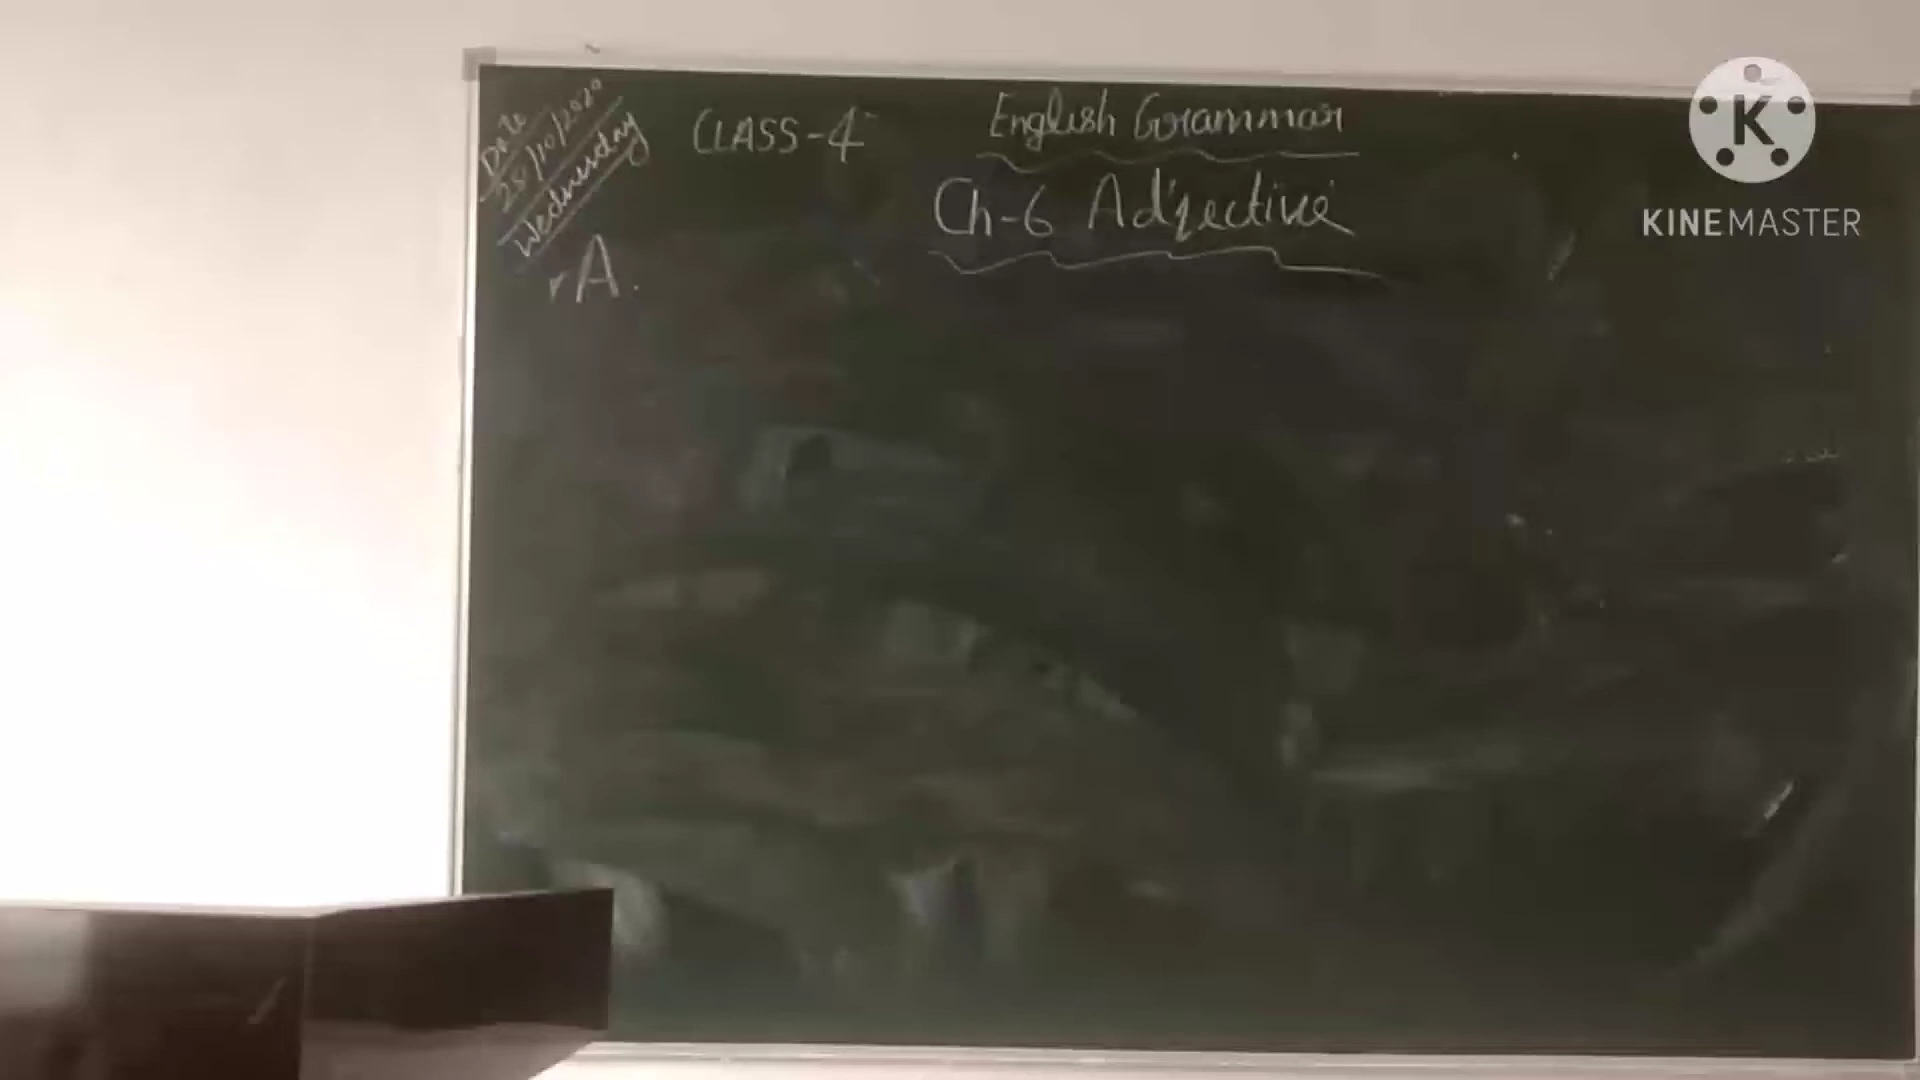 Date
28/10/2020
Wednesday
CLASS-4
English Grammar
Ch-6 Adjective
A.
KINEMASTER